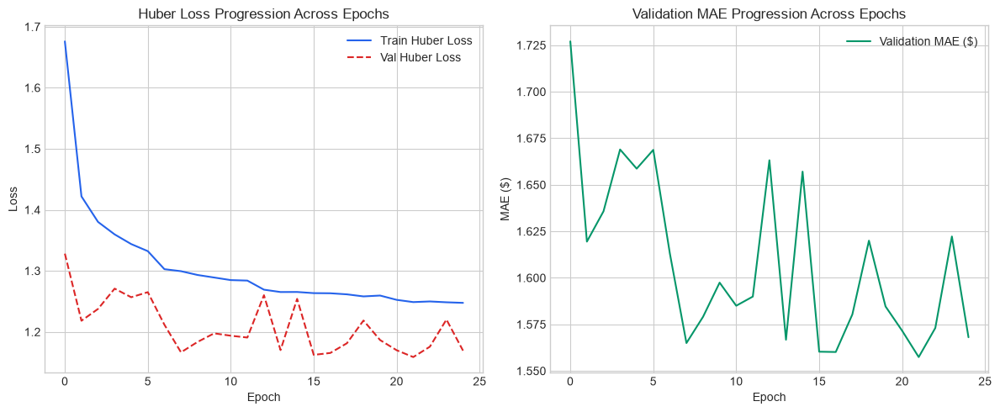 Huber Loss Progression Across Epochs
1.7
1.6
1.5
1.4
1.3
1.2
Loss
Train Huber Loss
Val Huber Loss
0 5 10 15 20 25
Epoch
Validation MAE Progression Across Epochs
1.725
1.700
1.675
1.650
1.625
1.600
1.575
1.550
MAE ($)
Validation MAE ($)
0 5 10 15 20 25
Epoch